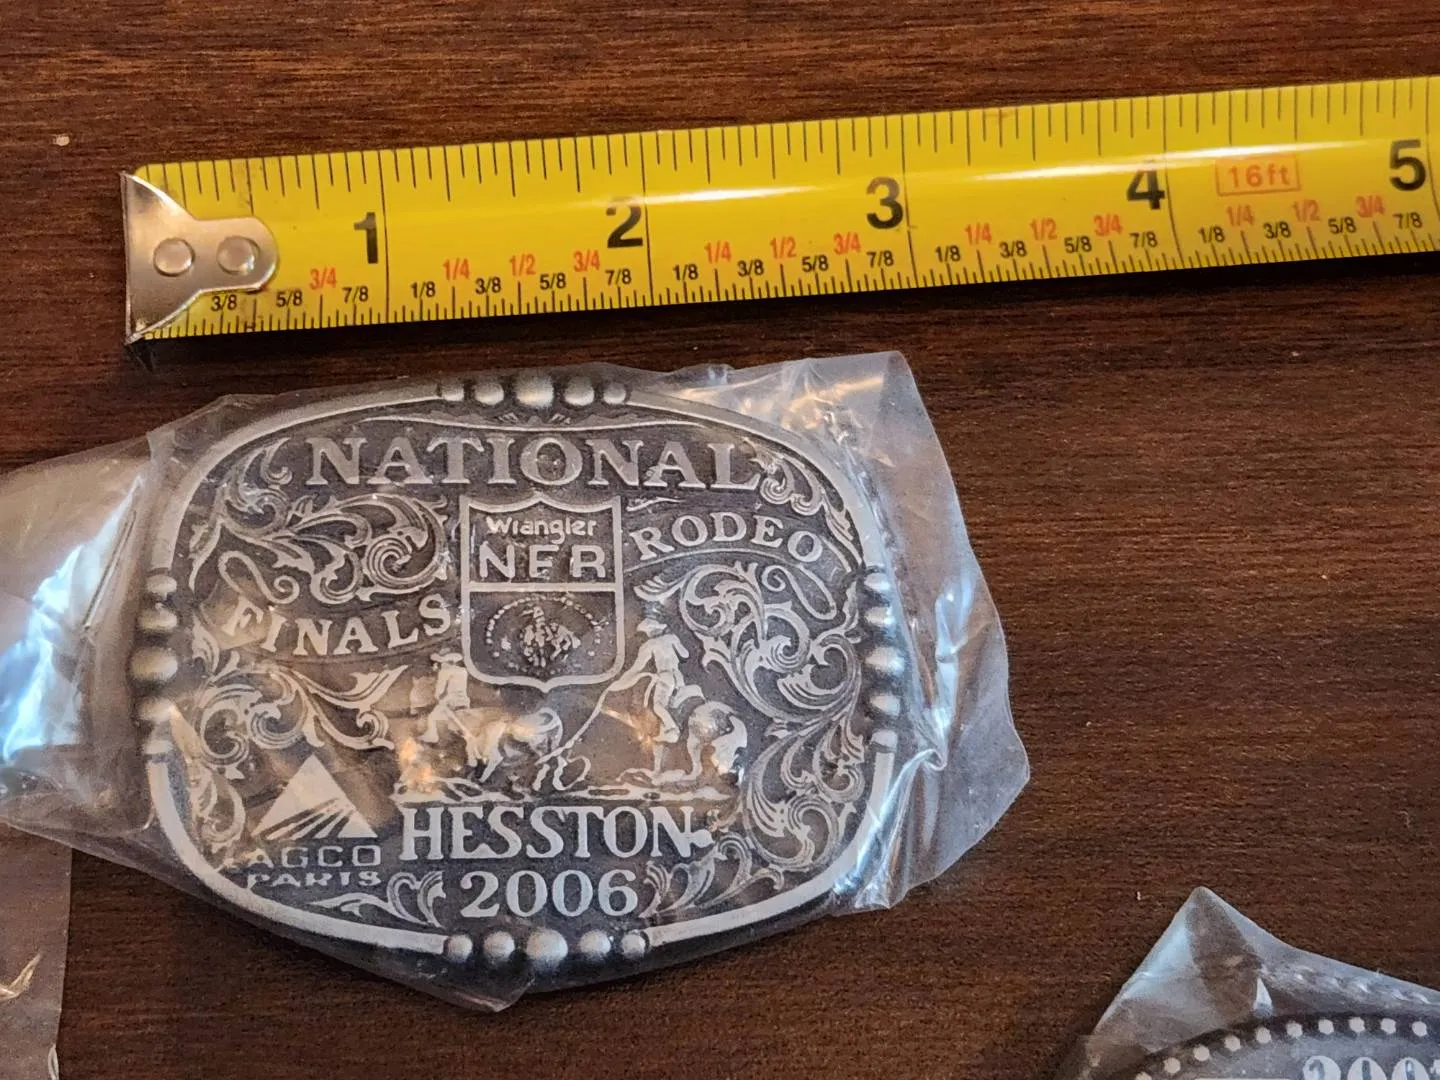 1 2 3 4 5
16ft
3/4 1/4 1/2 3/4 1/4 1/2 3/4 1/4 1/2 3/4 1/4 1/2 3/4
3/8 5/8 7/8 1/8 3/8 5/8 7/8 1/8 3/8 5/8 7/8 1/8 3/8 5/8 7/8 1/8 3/8 5/8 7/8
NATIONAL
Wrangler
NFR
RODEO
FINALS
HESSTON
AGCO
PARTS
2006